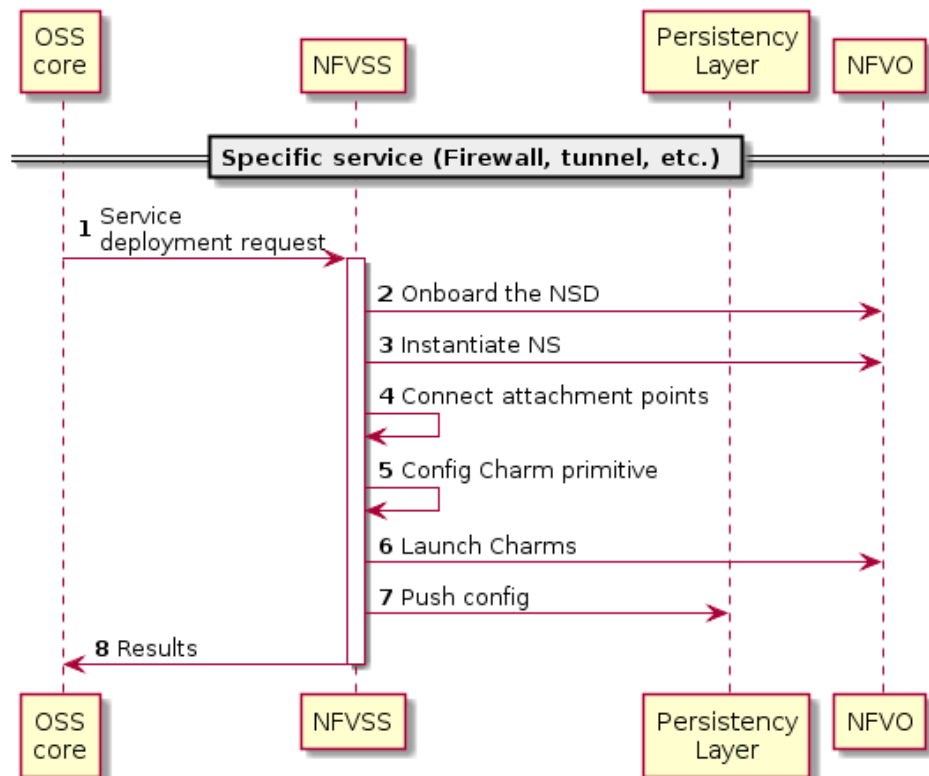 OSS
core
NFVSS
Persistency
Layer
NFVO
Specific service (Firewall, tunnel, etc.)
1 Service
deployment request
2 Onboard the NSD
3 Instantiate NS
4 Connect attachment points
5 Config Charm primitive
6 Launch Charms
7 Push config
8 Results
OSS
core
NFVSS
Persistency
Layer
NFVO